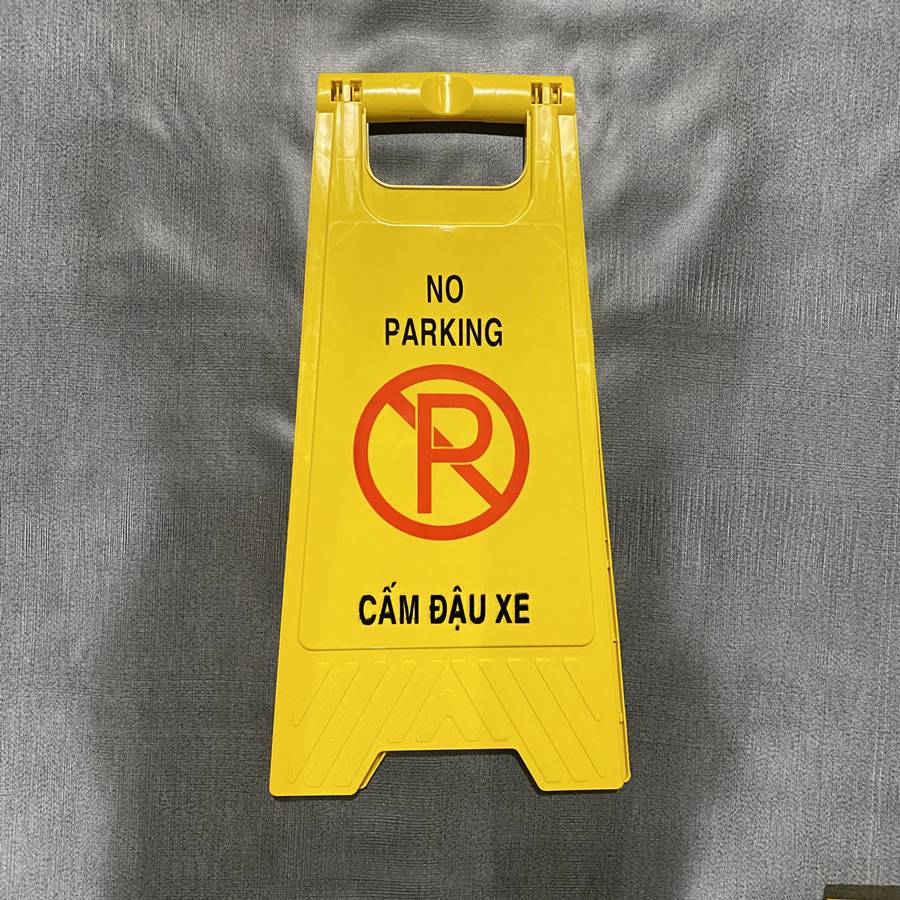 NO
PARKING
P
CẤM ĐẬU XE